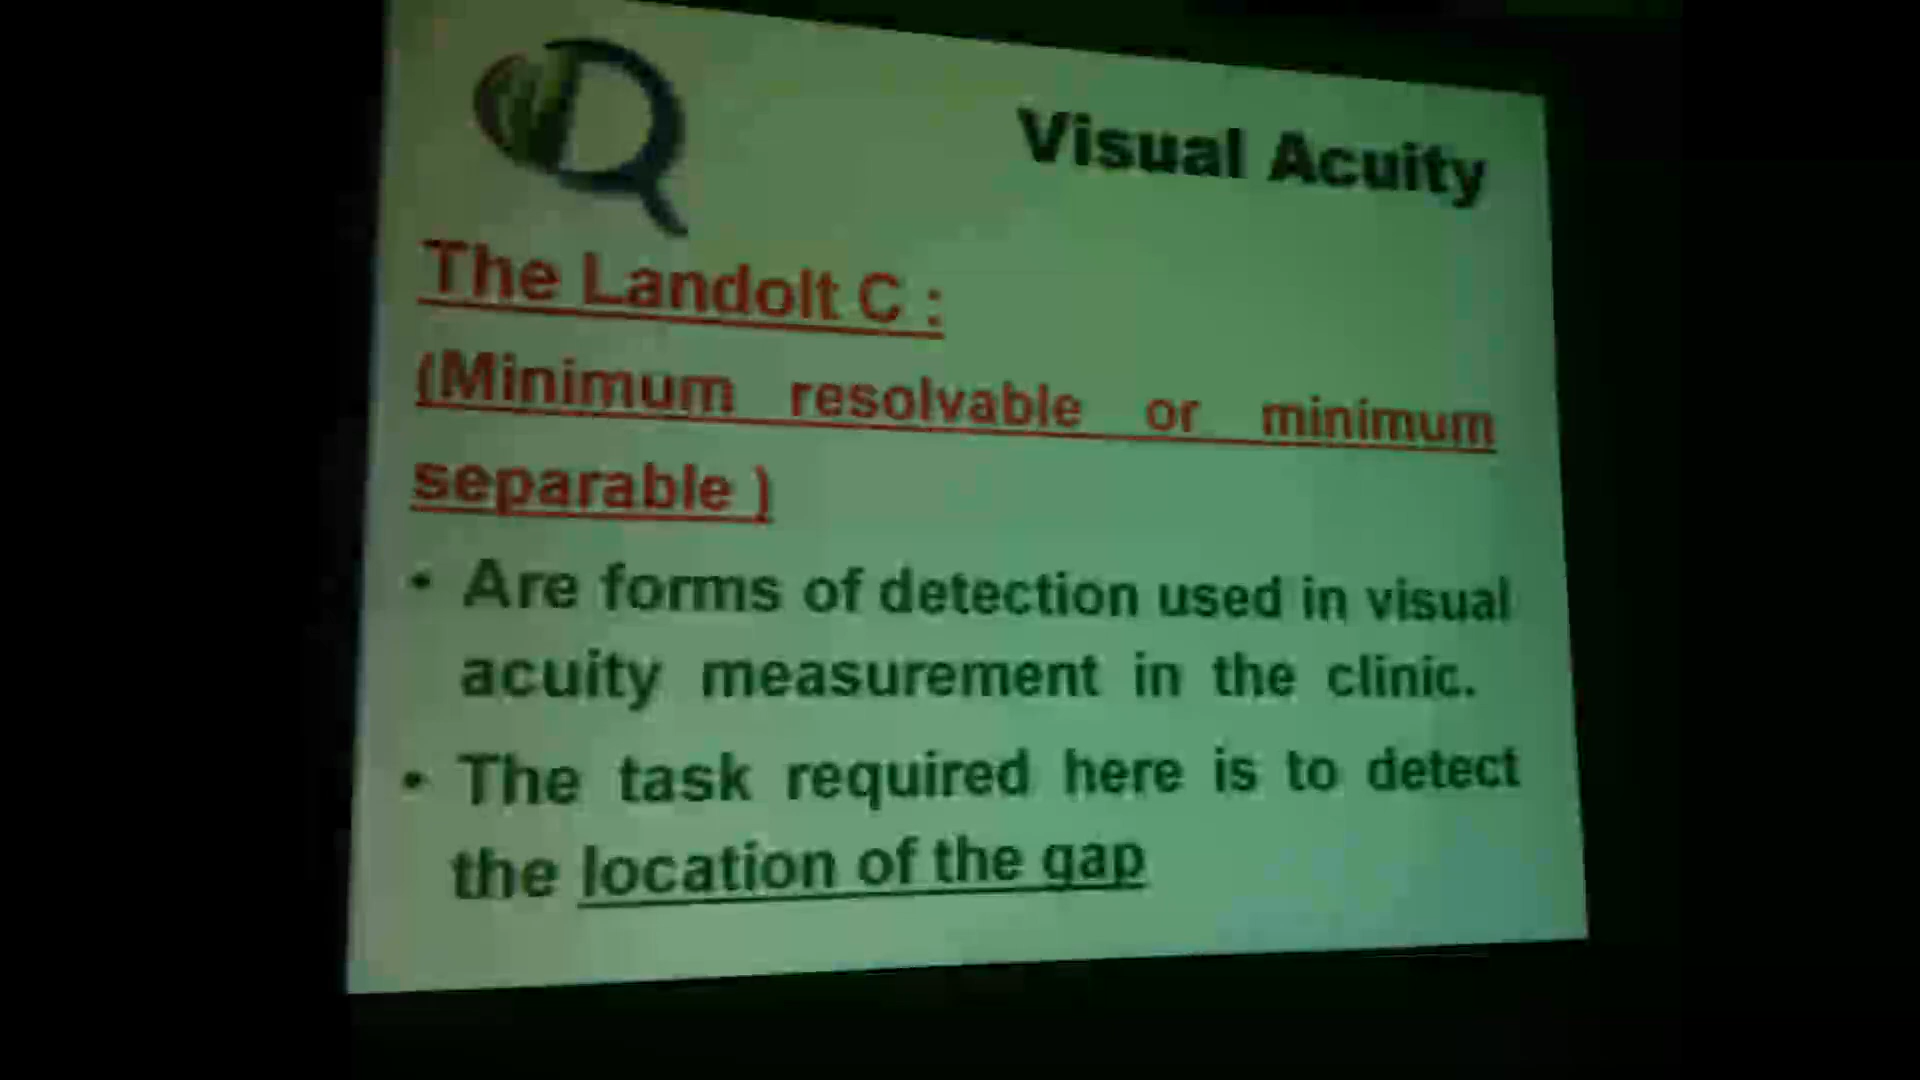 Visual Acuity
The Landolt C :
(Minimum resolvable or minimum
separable )
• Are forms of detection used in visual
acuity measurement in the clinic.
• The task required here is to detect
the location of the gap